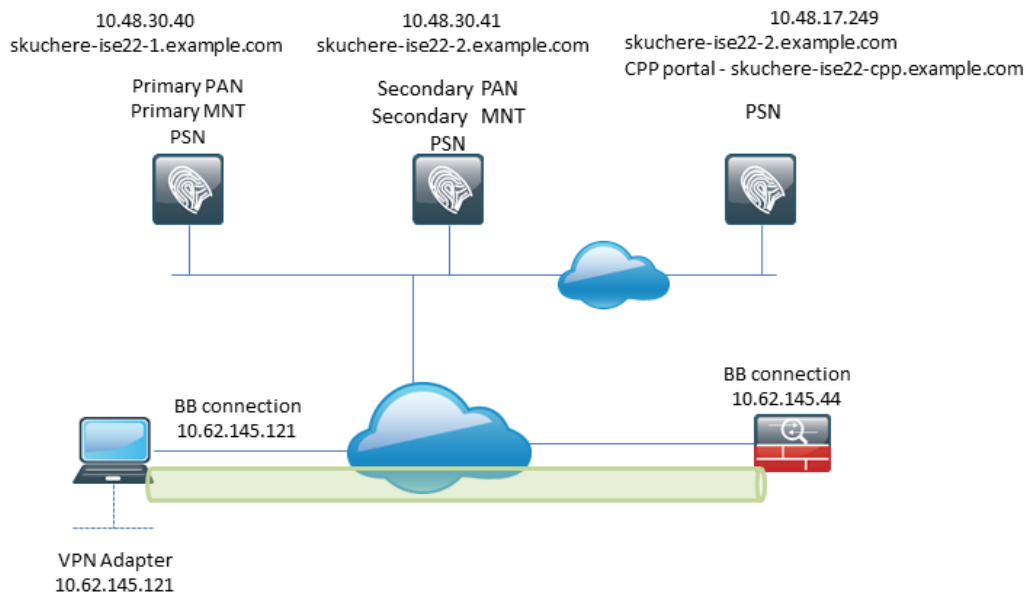 10.48.30.40
skuchere-ise22-1.example.com
Primary PAN
Primary MNT
PSN
10.48.30.41
skuchere-ise22-2.example.com
Secondary PAN
Secondary MNT
PSN
10.48.17.249
skuchere-ise22-2.example.com
CPP portal - skuchere-ise22-cpp.example.com
PSN
BB connection
10.62.145.121
BB connection
10.62.145.44
VPN Adapter
10.62.145.121